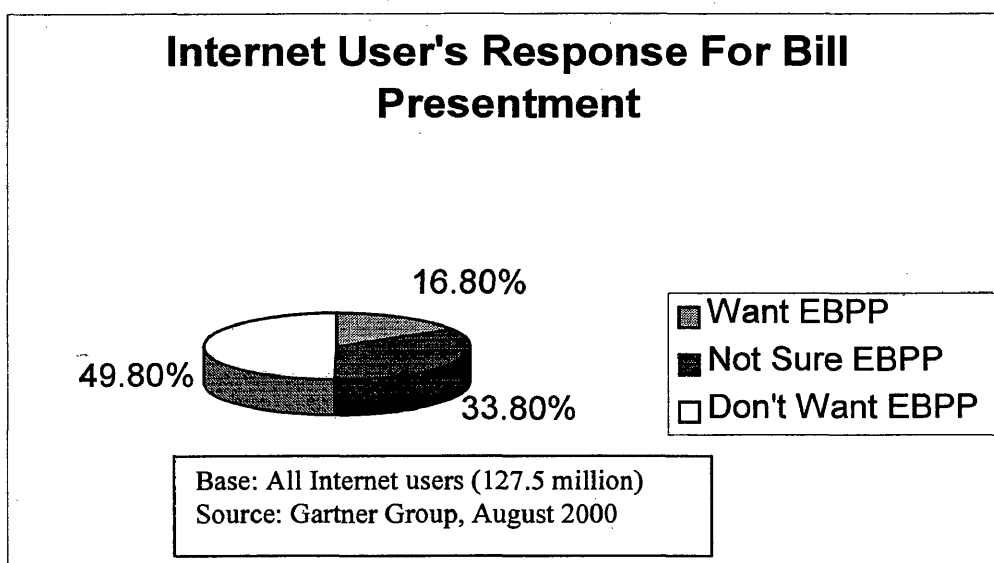 Internet User's Response For Bill
Presentment
16.80%
49.80%
33.80%
Want EBPP
Not Sure EBPP
Don't Want EBPP
Base: All Internet users (127.5 million)
Source: Gartner Group, August 2000